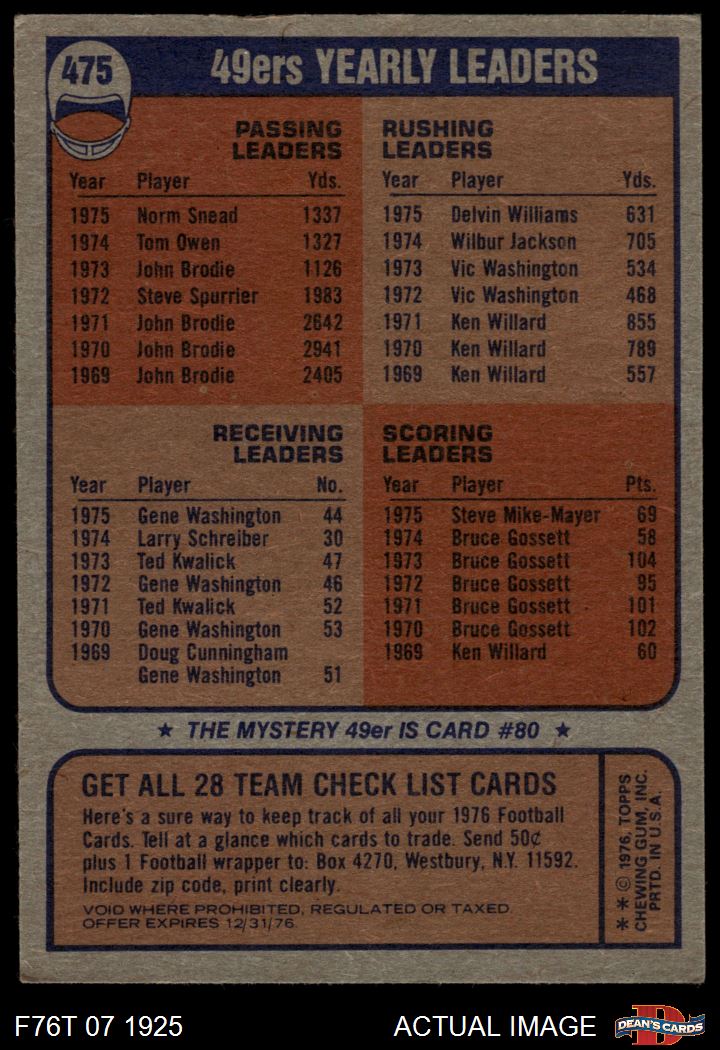 475
49ers YEARLY LEADERS
PASSING
LEADERS
Year Player Yds.
1975 Norm Snead 1337
1974 Tom Owen 1327
1973 John Brodie 1126
1972 Steve Spurrier 1983
1971 John Brodie 2642
1970 John Brodie 2941
1969 John Brodie 2405
RUSHING
LEADERS
Year Player Yds.
1975 Delvin Williams 631
1974 Wilbur Jackson 705
1973 Vic Washington 534
1972 Vic Washington 468
1971 Ken Willard 855
1970 Ken Willard 789
1969 Ken Willard 557
RECEIVING
LEADERS
Year Player No.
1975 Gene Washington 44
1974 Larry Schreiber 30
1973 Ted Kwalick 47
1972 Gene Washington 46
1971 Ted Kwalick 52
1970 Gene Washington 53
1969 Doug Cunningham
Gene Washington 51
SCORING
LEADERS
Year Player Pts.
1975 Steve Mike-Mayer 69
1974 Bruce Gossett 58
1973 Bruce Gossett 104
1972 Bruce Gossett 95
1971 Bruce Gossett 101
1970 Bruce Gossett 102
1969 Ken Willard 60
★ THE MYSTERY 49er IS CARD #80 ★
GET ALL 28 TEAM CHECK LIST CARDS
Here's a sure way to keep track of all your 1976 Football
Cards. Tell at a glance which cards to trade. Send 50¢
plus 1 Football wrapper to: Box 4270, Westbury, N.Y. 11592.
Include zip code, print clearly.
VOID WHERE PROHIBITED, REGULATED OR TAXED.
OFFER EXPIRES 12/31/76.
** © 1976, TOPPS
CHEWING GUM, INC.
PRTD. IN U.S.A.
F76T 07 1925
ACTUAL IMAGE
D
DEAN'S CARDS